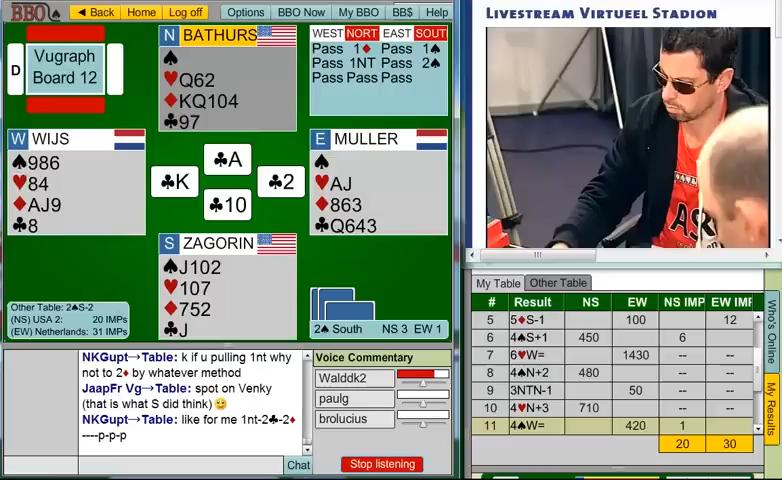 BBO♠
◄ Back
Home
Log off
Options
BBO Now
My BBO
BB$
Help
LIVESTREAM VIRTUEEL STADION
D
Vugraph
Board 12
N BATHURS
♠
♥Q62
♦KQ104
♣97
WEST NORT EAST SOUT
Pass 1♦ Pass 1♠
Pass 1NT Pass 2♠
Pass Pass Pass
W WIJS
♠986
♥84
♦AJ9
♣8
♣A
♣K
♣2
♣10
E MULLER
♠
♥AJ
♦863
♣Q643
S ZAGORIN
♠J102
♥107
♦752
♣J
Other Table: 2♠S-2
(NS) USA 2: 20 IMPs
(EW) Netherlands: 31 IMPs
2♠ South NS 3 EW 1
NKGupt→Table: k if u pulling 1nt why
not to 2♦ by whatever method
JaapFr Vg→Table: spot on Venky
(that is what S did think)
NKGupt→Table: like for me 1nt-2♣-2♦
----p-p-p
Chat
Voice Commentary
Walddk2
paulg
brolucius
Stop listening
My Table
Other Table
# Result NS EW NS IMP EW IMF
5 5♦S-1 100 12
6 4♠S+1 450 6
7 6♥W= 1430 --  --
8 4♠N+2 480 -- --
9 3NTN-1 50 -- --
10 4♥N+3 710 -- --
11 4♠W= 420 1
20 30
Who's Online
My Results